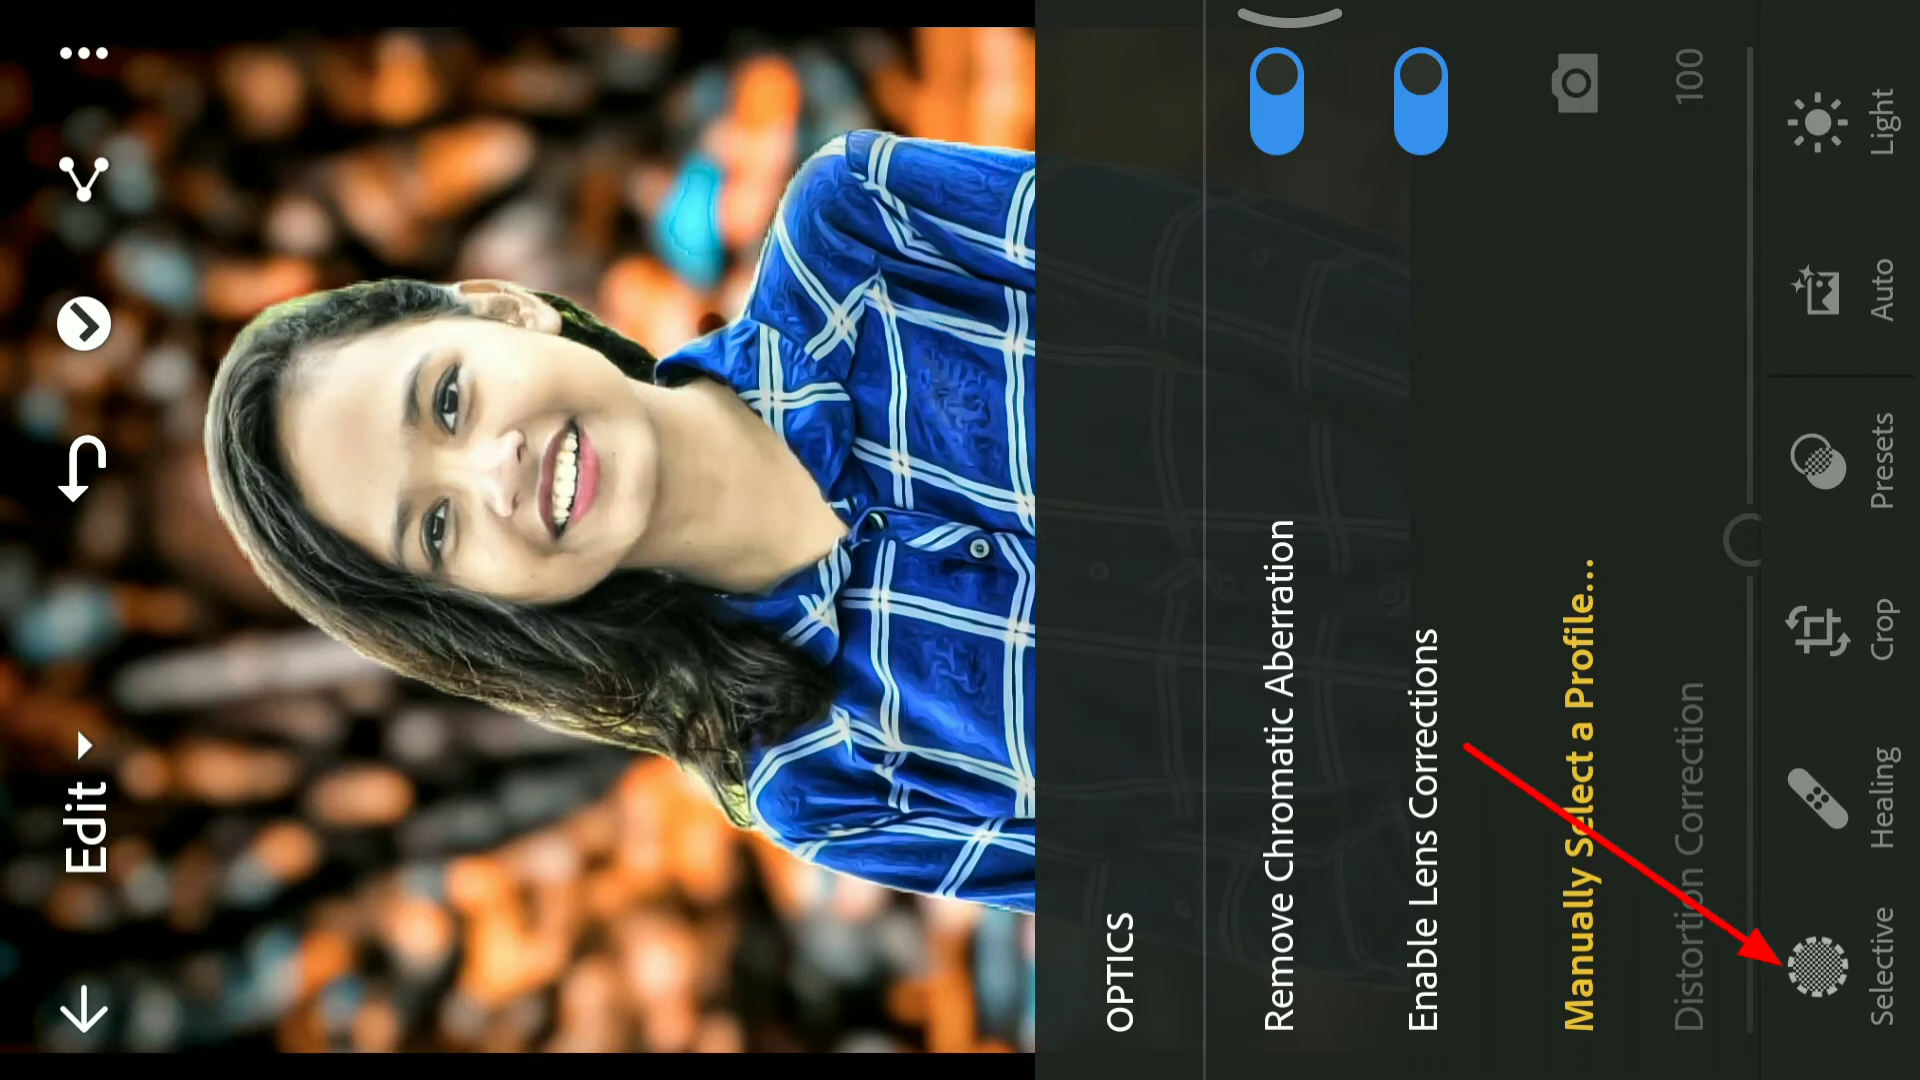 Edit
OPTICS
Remove Chromatic Aberration
Enable Lens Corrections
Manually Select a Profile...
Distortion Correction 100
Selective Healing Crop Presets Auto Light